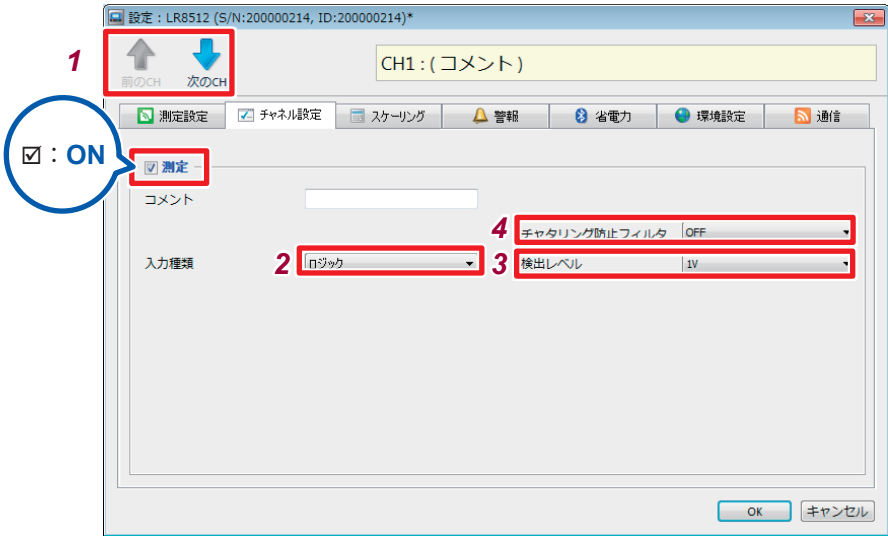 設定：LR8512 (S/N:200000214, ID:200000214)*
1
前のCH 次のCH
CH1：(コメント)
測定設定 チャネル設定 スケーリング 警報 省電力 環境設定 通信
☑：ON
測定
コメント
4 チャタリング防止フィルタ OFF
入力種類 2 ロジック 3 検出レベル 1V
OK キャンセル